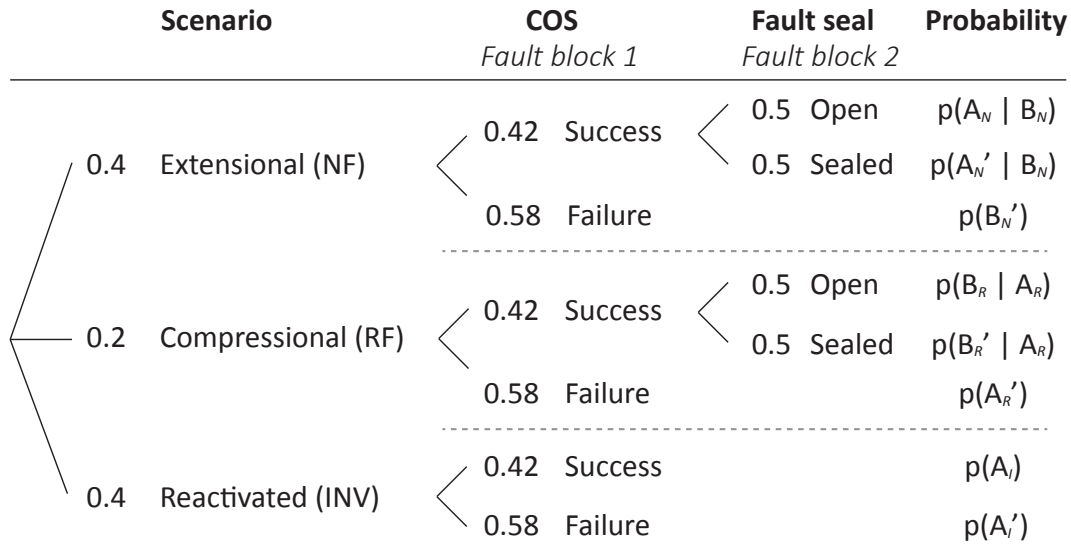 Scenario COS Fault seal Probability
Fault block 1 Fault block 2
0.5 Open p(A_N | B_N)
0.42 Success
0.4 Extensional (NF) 0.5 Sealed p(A_N' | B_N)
0.58 Failure p(B_N')
0.5 Open p(B_R | A_R)
0.42 Success
0.2 Compressional (RF) 0.5 Sealed p(B_R' | A_R)
0.58 Failure p(A_R')
0.42 Success p(A_I)
0.4 Reactivated (INV)
0.58 Failure p(A_I')